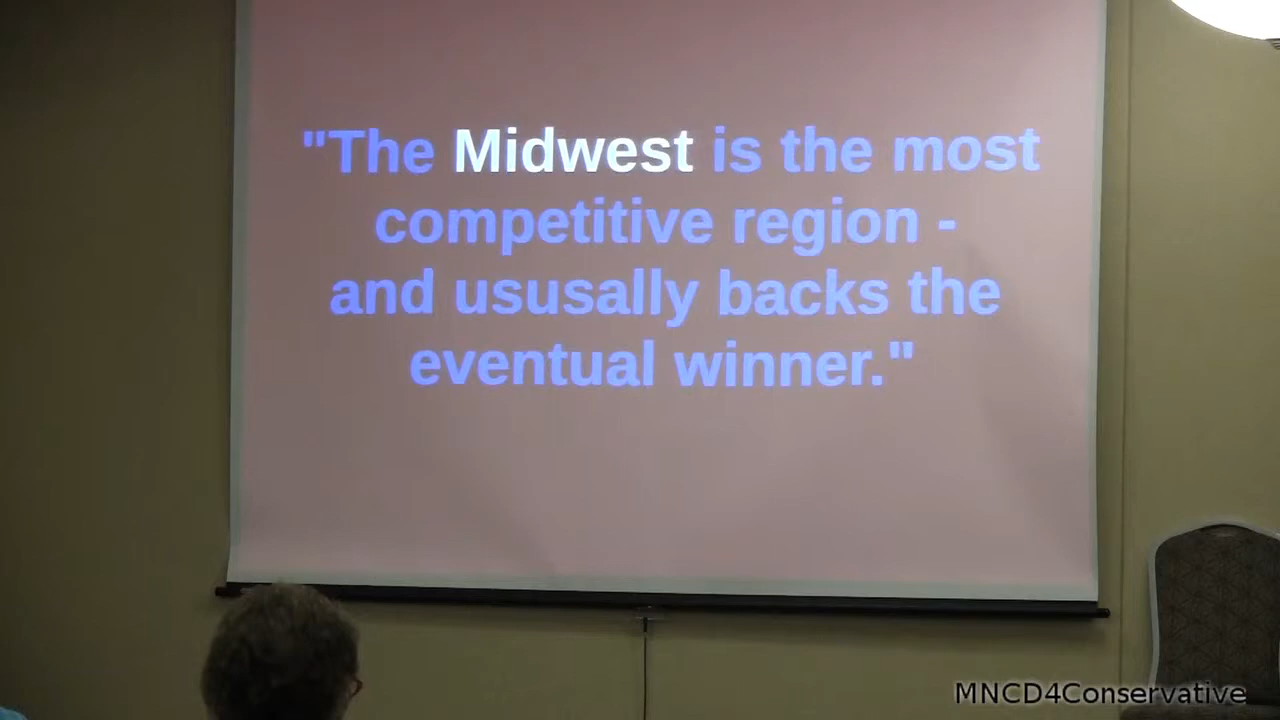 "The Midwest is the most
competitive region -
and ususally backs the
eventual winner."
MNCD4Conservative